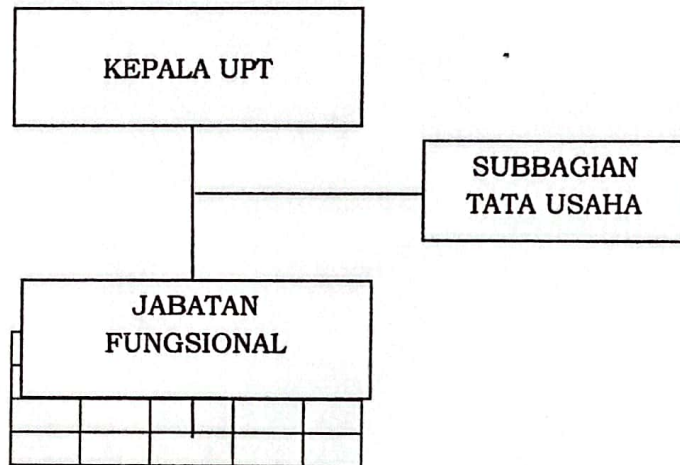 KEPALA UPT
SUBBAGIAN
TATA USAHA
JABATAN
FUNGSIONAL